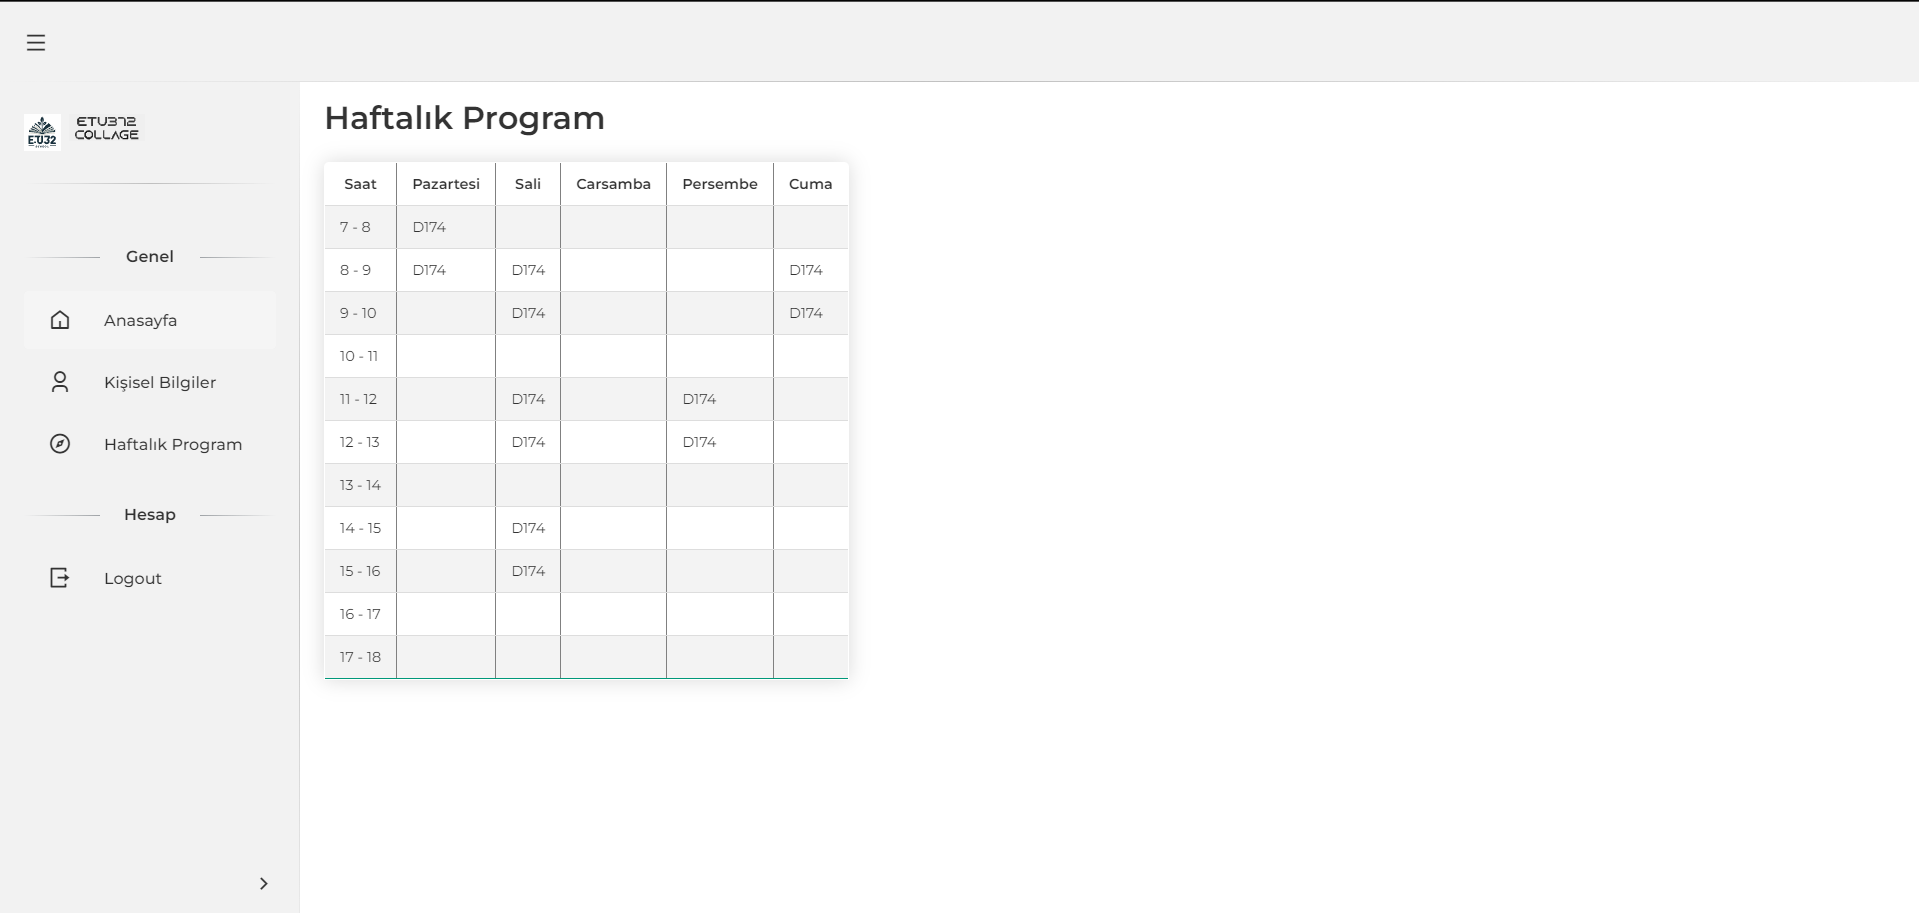 ETU372
COLLAGE
E.U32
Genel
Anasayfa
Kişisel Bilgiler
Haftalık Program
Hesap
Logout
Haftalık Program
Saat Pazartesi Sali Carsamba Persembe Cuma
7 - 8 D174
8 - 9 D174 D174 D174
9 - 10 D174 D174
10 - 11
11 - 12 D174 D174
12 - 13 D174 D174
13 - 14
14 - 15 D174
15 - 16 D174
16 - 17
17 - 18